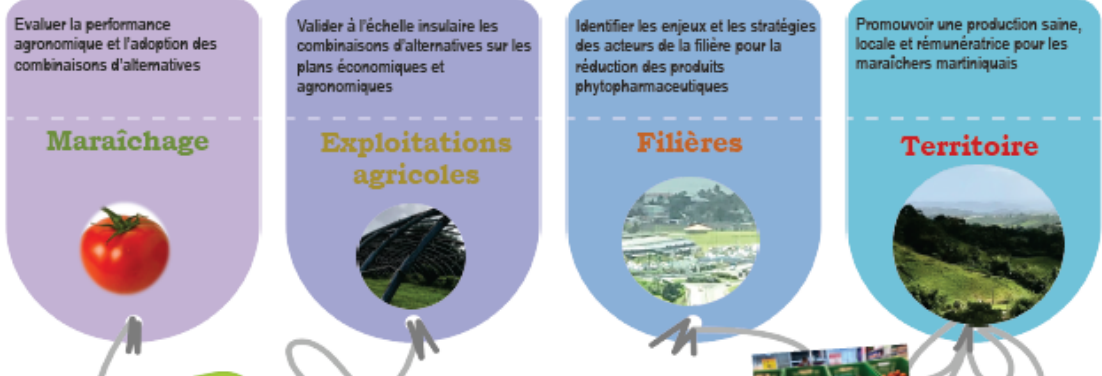 Evaluer la performance
agronomique et l'adoption des
combinaisons d'alternatives
Maraîchage
Valider à l'échelle insulaire les
combinaisons d'alternatives sur les
plans économiques et
agronomiques
Exploitations
agricoles
Identifier les enjeux et les stratégies
des acteurs de la filière pour la
réduction des produits
phytopharmaceutiques
Filières
Promouvoir une production saine,
locale et rémunératrice pour les
maraîchers martiniquais
Territoire